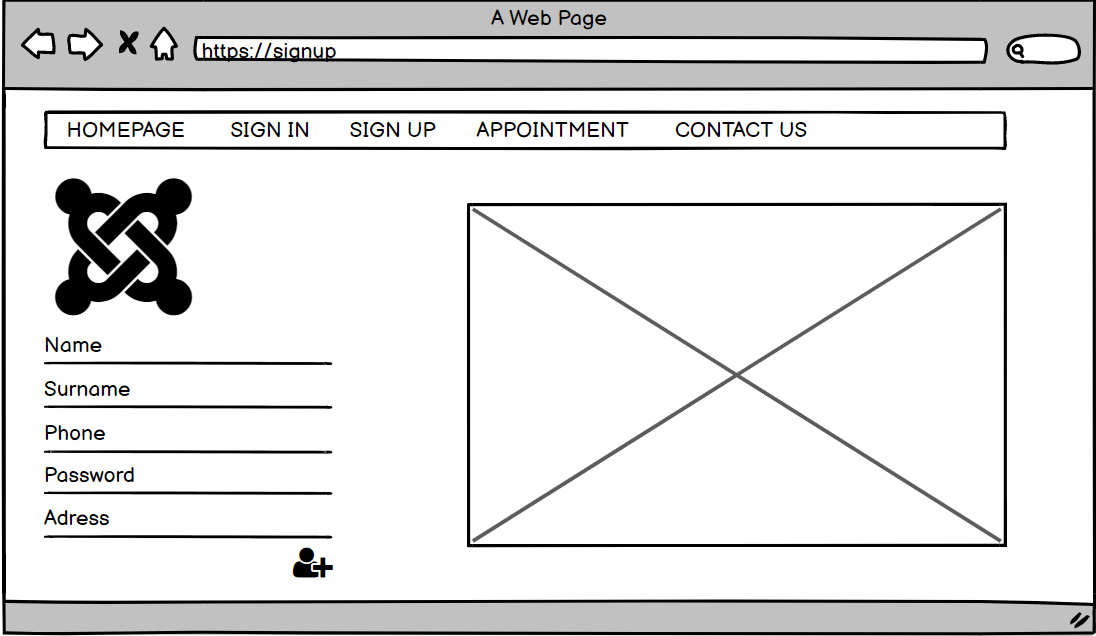 A Web Page
https://signup
HOMEPAGE SIGN IN SIGN UP APPOINTMENT CONTACT US
Name
Surname
Phone
Password
Adress